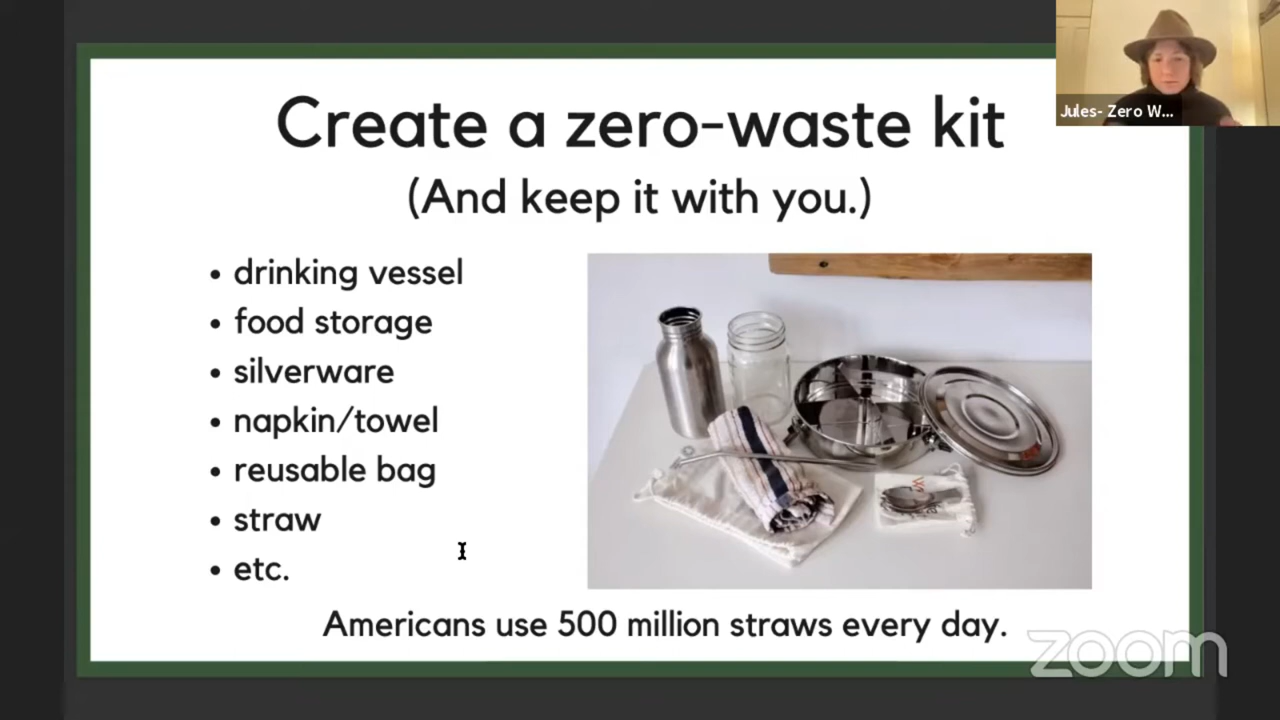 Create a zero-waste kit
(And keep it with you.)
• drinking vessel
• food storage
• silverware
• napkin/towel
• reusable bag
• straw
• etc.
Americans use 500 million straws every day.
Jules- Zero W...
zoom